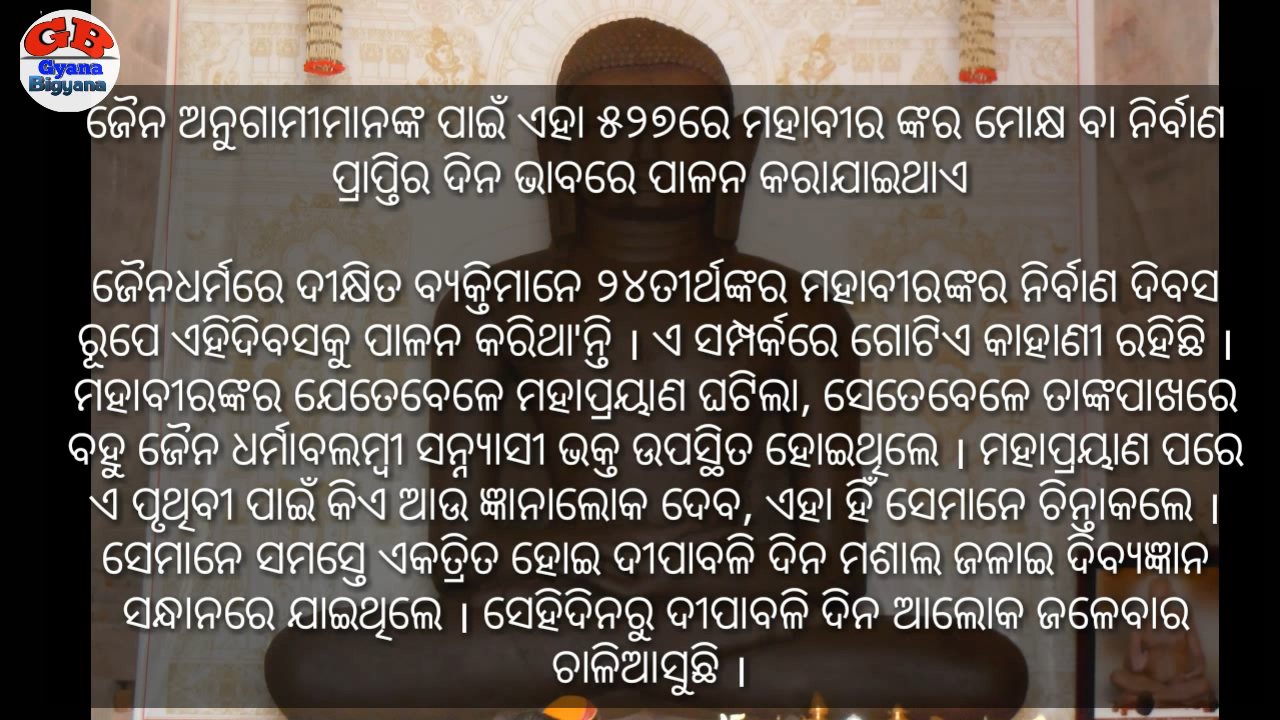 GB
Gyana
Bigyana
ଜୈନ ଅନୁଗାମୀମାନଙ୍କ ପାଇଁ ଏହା ୫୨୭ରେ ମହାବୀର ଙ୍କର ମୋକ୍ଷ ବା ନିର୍ବାଣ
ପ୍ରାପ୍ତିର ଦିନ ଭାବରେ ପାଳନ କରାଯାଇଥାଏ
ଜୈନଧର୍ମରେ ଦୀକ୍ଷିତ ବ୍ୟକ୍ତିମାନେ ୨୪ତୀର୍ଥଙ୍କର ମହାବୀରଙ୍କର ନିର୍ବାଣ ଦିବସ
ରୂପେ ଏହିଦିବସକୁ ପାଳନ କରିଥା'ନ୍ତି । ଏ ସମ୍ପର୍କରେ ଗୋଟିଏ କାହାଣୀ ରହିଛି ।
ମହାବୀରଙ୍କର ଯେତେବେଳେ ମହାପ୍ରୟାଣ ଘଟିଲା, ସେତେବେଳେ ତାଙ୍କପାଖରେ
ବହୁ ଜୈନ ଧର୍ମାବଲମ୍ବୀ ସନ୍ନ୍ୟାସୀ ଭକ୍ତ ଉପସ୍ଥିତ ହୋଇଥିଲେ । ମହାପ୍ରୟାଣ ପରେ
ଏ ପୃଥିବୀ ପାଇଁ କିଏ ଆଉ ଜ୍ଞାନାଲୋକ ଦେବ, ଏହା ହିଁ ସେମାନେ ଚିନ୍ତାକଲେ ।
ସେମାନେ ସମସ୍ତେ ଏକତ୍ରିତ ହୋଇ ଦୀପାବଳି ଦିନ ମଶାଲ ଜଳାଇ ଦିବ୍ୟଜ୍ଞାନ
ସନ୍ଧାନରେ ଯାଇଥିଲେ । ସେହିଦିନରୁ ଦୀପାବଳି ଦିନ ଆଲୋକ ଜଳେବାର
ଚାଳିଆସୁଛି ।